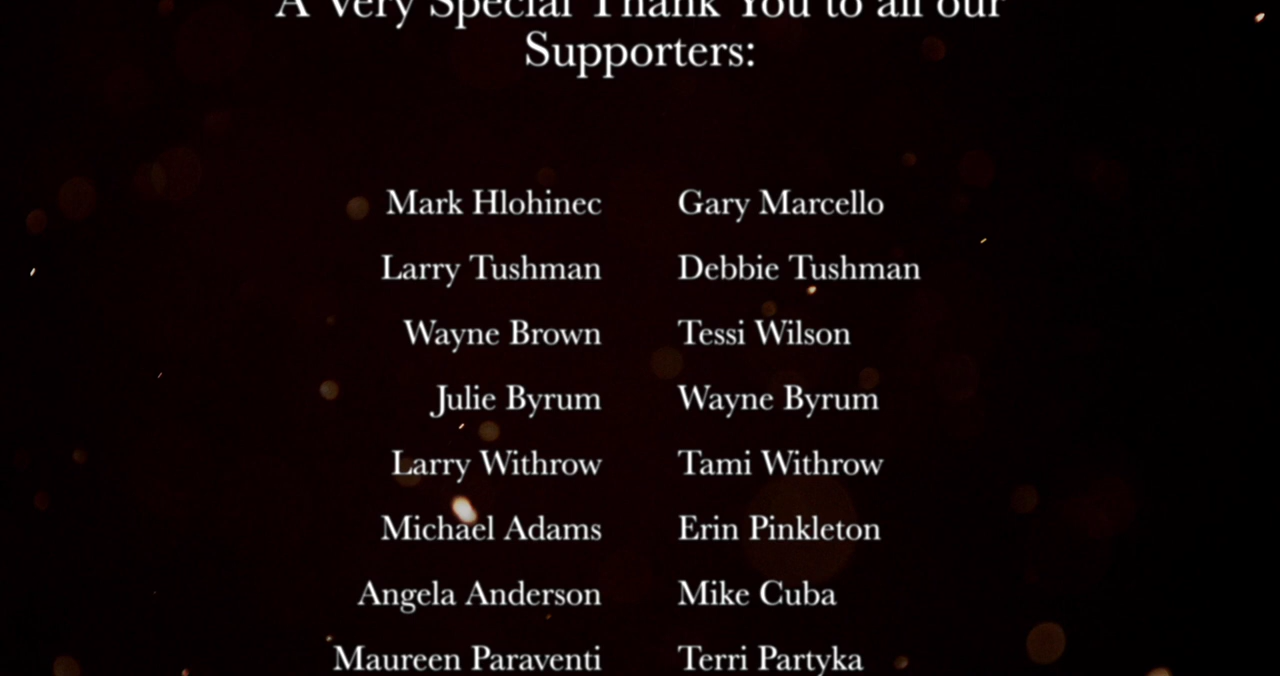 A Very Special Thank You to all our
Supporters:
Mark Hlohinec Gary Marcello
Larry Tushman Debbie Tushman
Wayne Brown Tessi Wilson
Julie Byrum Wayne Byrum
Larry Withrow Tami Withrow
Michael Adams Erin Pinkleton
Angela Anderson Mike Cuba
Maureen Paraventi Terri Partyka